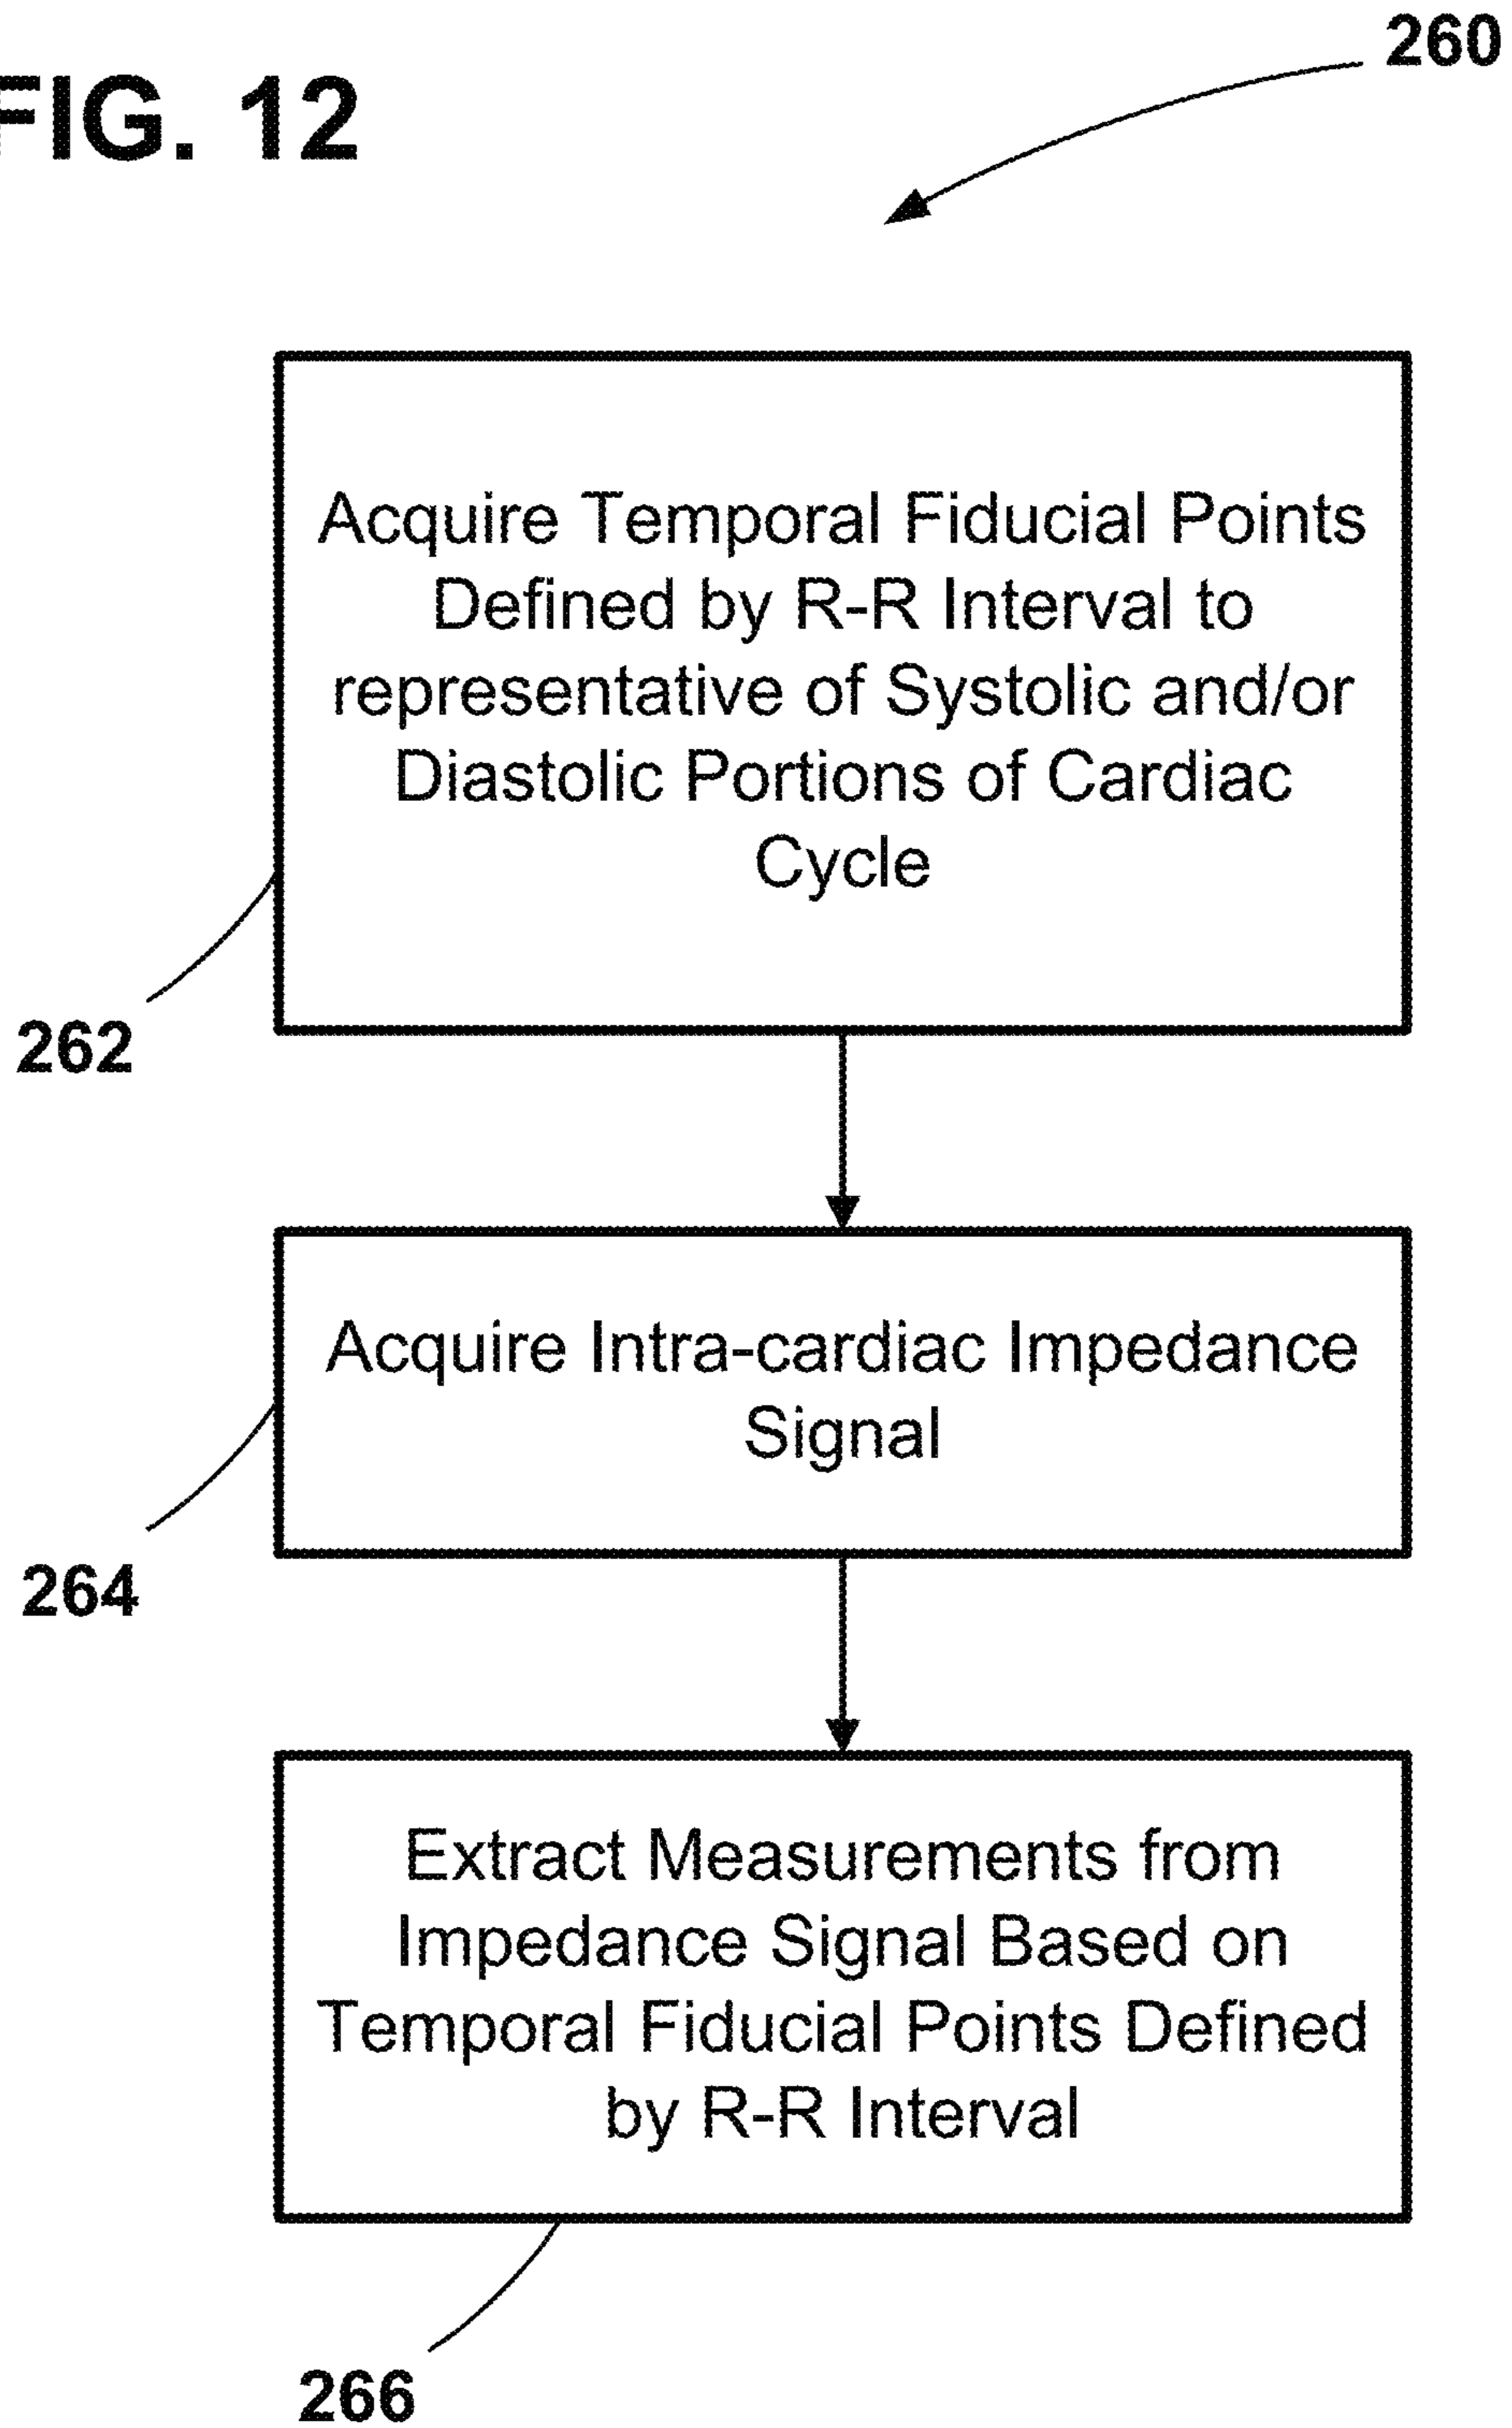 FIG. 12
260
Acquire Temporal Fiducial Points
Defined by R-R Interval to
representative of Systolic and/or
Diastolic Portions of Cardiac
Cycle
262
Acquire Intra-cardiac Impedance
Signal
264
Extract Measurements from
Impedance Signal Based on
Temporal Fiducial Points Defined
by R-R Interval
266